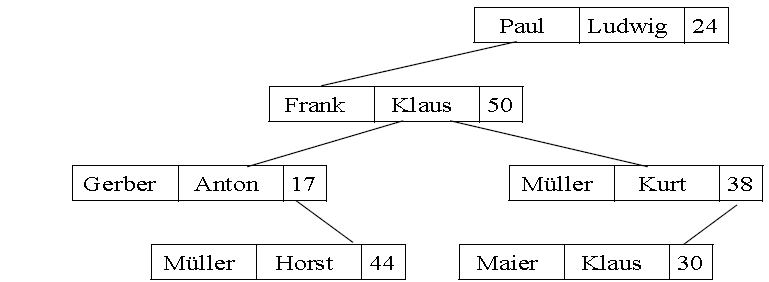 Paul Ludwig 24
Frank Klaus 50
Gerber Anton 17 Müller Kurt 38
Müller Horst 44 Maier Klaus 30